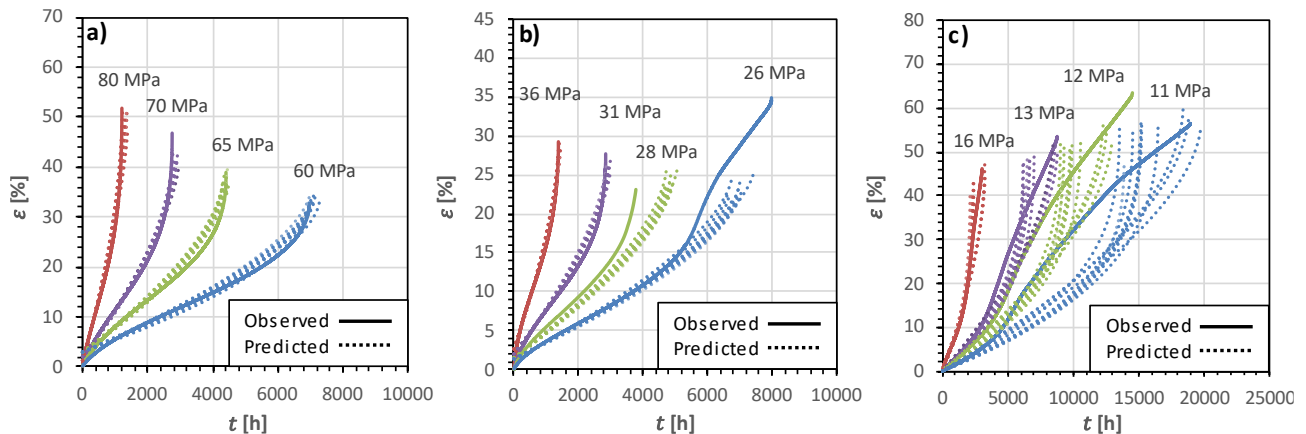 a)
70
60
50
40
30
20
10
0
ε [%]
80 MPa
70 MPa
65 MPa
60 MPa
Observed
Predicted
0 2000 4000 6000 8000 10000
t [h]
b)
45
40
35
30
25
20
15
10
5
0
ε [%]
36 MPa
31 MPa
28 MPa
26 MPa
Observed
Predicted
0 2000 4000 6000 8000 10000
t [h]
c)
80
70
60
50
40
30
20
10
0
ε [%]
16 MPa
13 MPa
12 MPa
11 MPa
Observed
Predicted
0 5000 10000 15000 20000 25000
t [h]